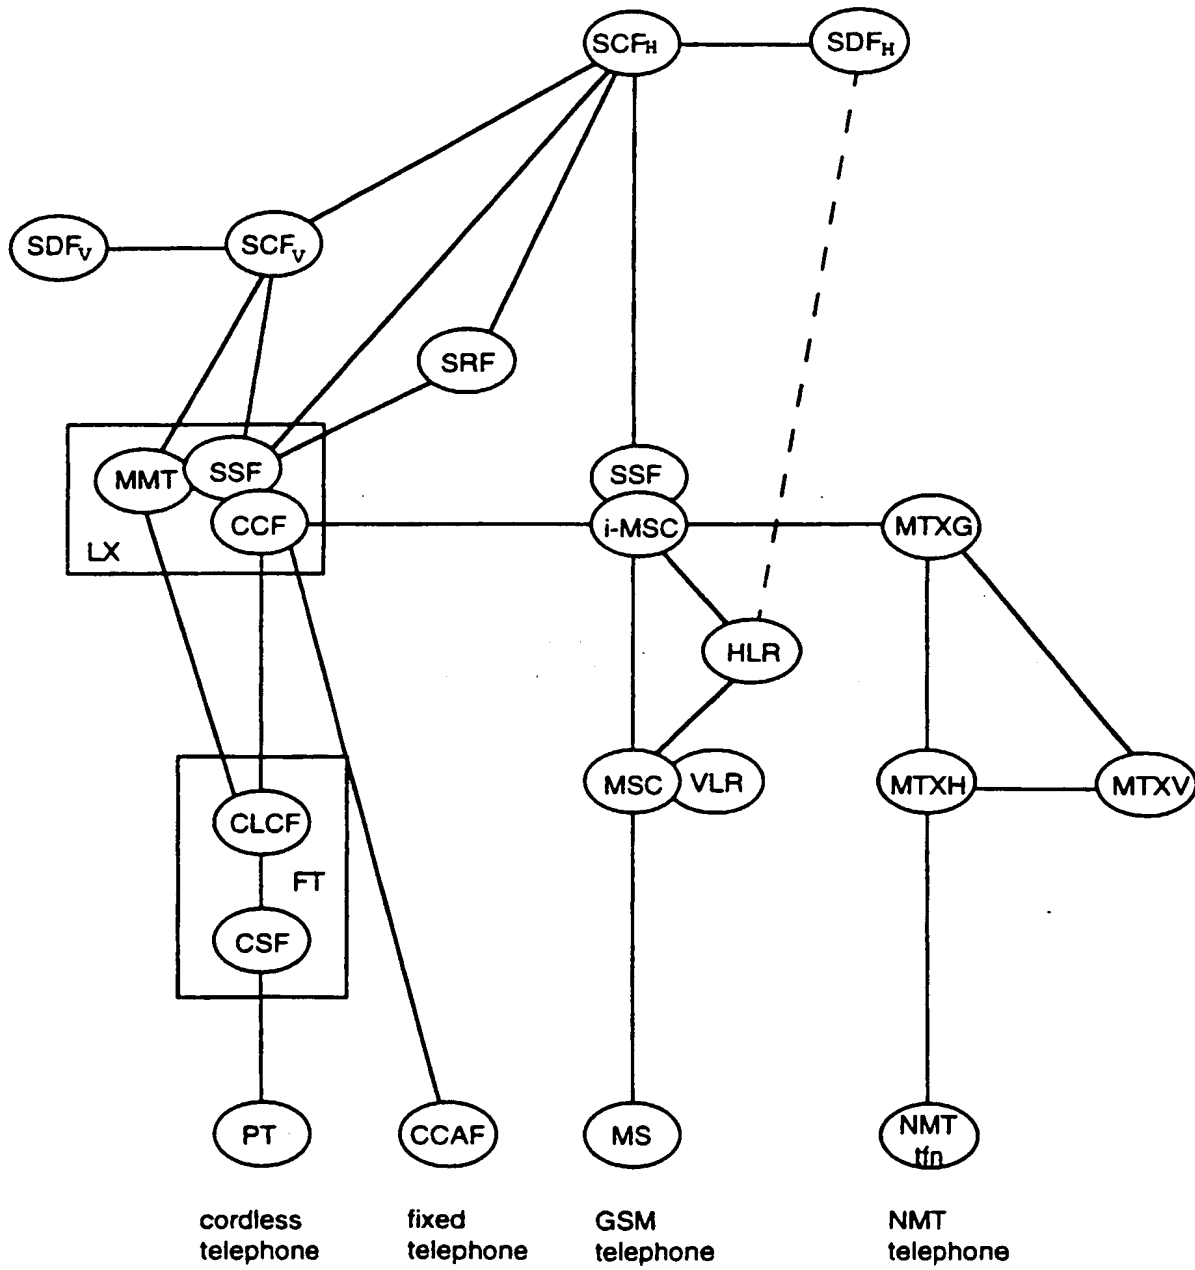 SCFH
SDFH
SDFV
SCFV
SRF
MMT
SSF
CCF
LX
SSF
i-MSC
MTXG
HLR
MSC
VLR
MTXH
MTXV
CLCF
FT
CSF
PT
CCAF
MS
NMT
tfn
cordless
telephone
fixed
telephone
GSM
telephone
NMT
telephone